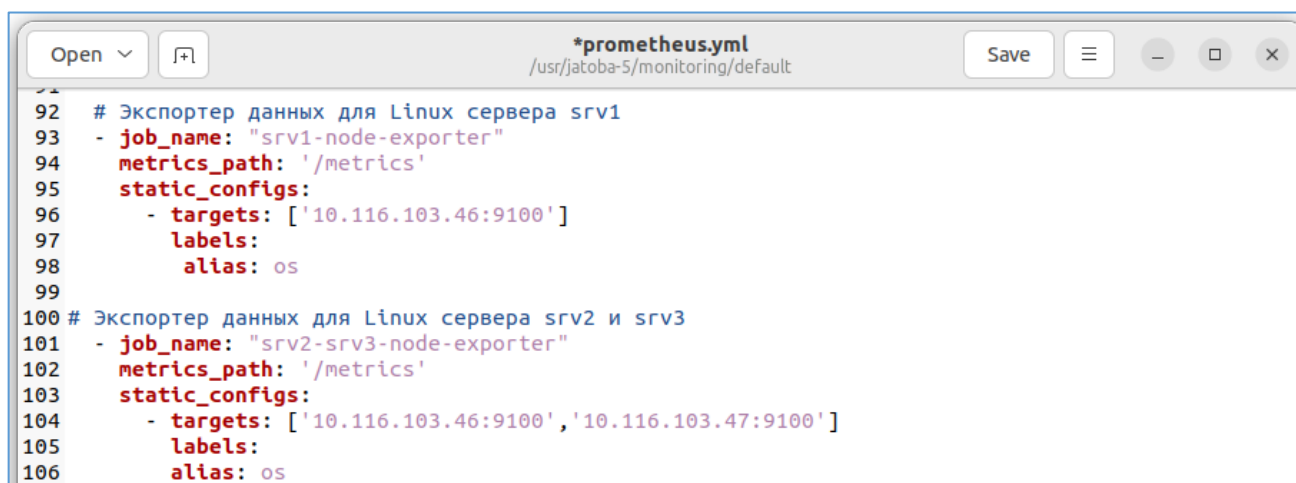 Open
*prometheus.yml
/usr/jatoba-5/monitoring/default
Save
91
92 # Экспортер данных для Linux сервера srv1
93 - job_name: "srv1-node-exporter"
94 metrics_path: '/metrics'
95 static_configs:
96 - targets: ['10.116.103.46:9100']
97 labels:
98 alias: os
99
100 # Экспортер данных для Linux сервера srv2 и srv3
101 - job_name: "srv2-srv3-node-exporter"
102 metrics_path: '/metrics'
103 static_configs:
104 - targets: ['10.116.103.46:9100','10.116.103.47:9100']
105 labels:
106 alias: os